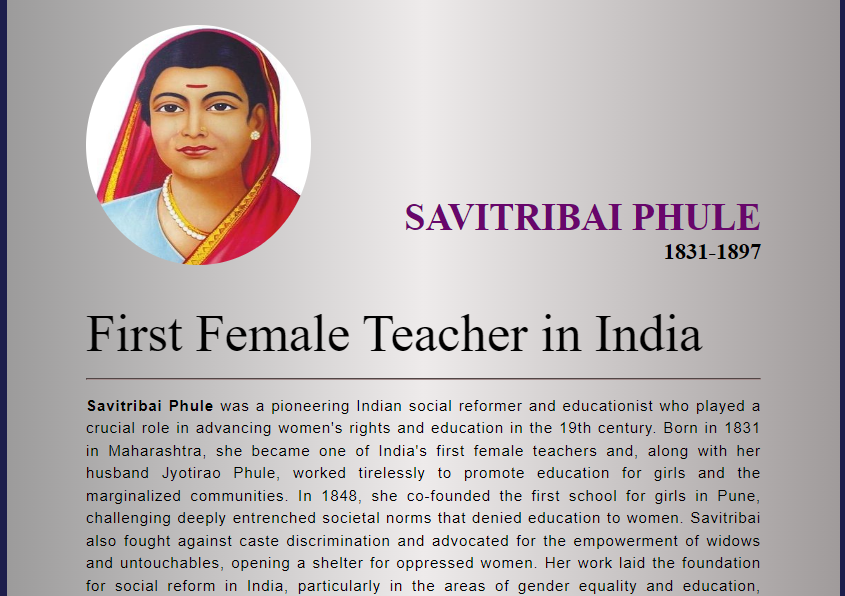 SAVITRIBAI PHULE
1831-1897
First Female Teacher in India
Savitribai Phule was a pioneering Indian social reformer and educationist who played a
crucial role in advancing women's rights and education in the 19th century. Born in 1831
in Maharashtra, she became one of India's first female teachers and, along with her
husband Jyotirao Phule, worked tirelessly to promote education for girls and the
marginalized communities. In 1848, she co-founded the first school for girls in Pune,
challenging deeply entrenched societal norms that denied education to women. Savitribai
also fought against caste discrimination and advocated for the empowerment of widows
and untouchables, opening a shelter for oppressed women. Her work laid the foundation
for social reform in India, particularly in the areas of gender equality and education,